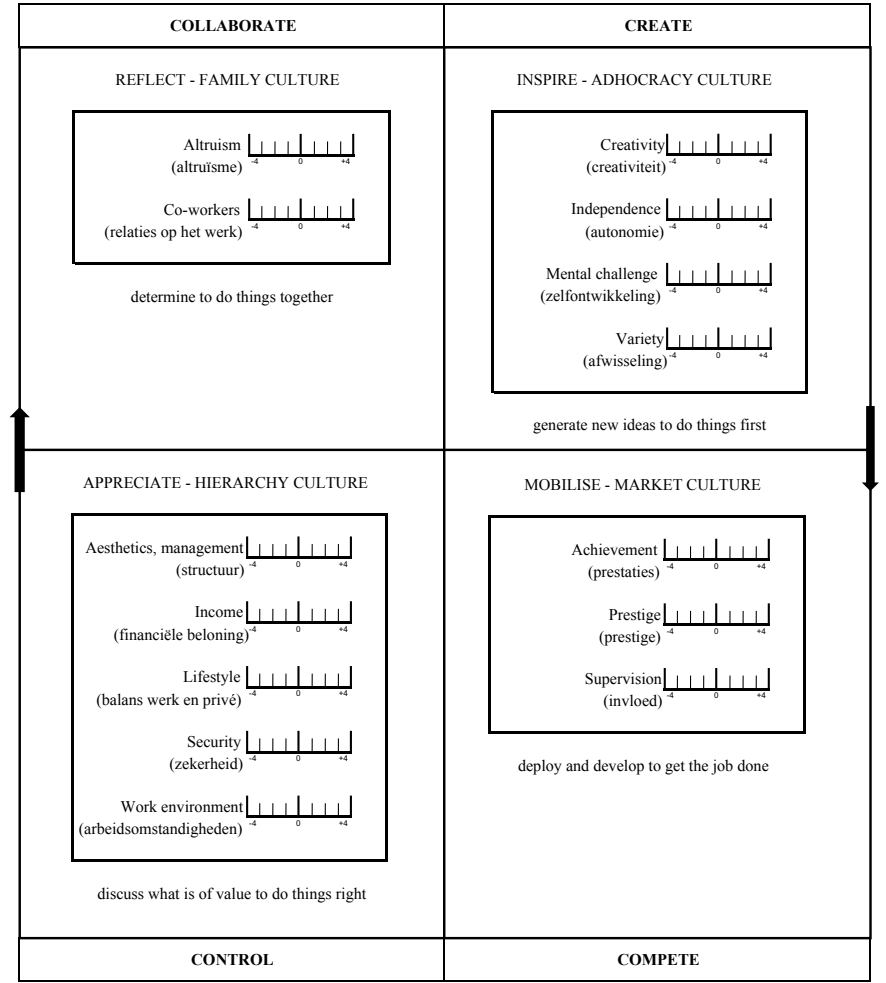 COLLABORATE
CREATE
REFLECT - FAMILY CULTURE
Altruism
(altruïsme)
-4 0 +4
Co-workers
(relaties op het werk)
-4 0 +4
determine to do things together
INSPIRE - ADHOCRACY CULTURE
Creativity
(creativiteit)
-4 0 +4
Independence
(autonomie)
-4 0 +4
Mental challenge
(zelfontwikkeling)
-4 0 +4
Variety
(afwisseling)
-4 0 +4
generate new ideas to do things first
APPRECIATE - HIERARCHY CULTURE
Aesthetics, management
(structuur)
-4 0 +4
Income
(financiële beloning)
-4 0 +4
Lifestyle
(balans werk en privé)
-4 0 +4
Security
(zekerheid)
-4 0 +4
Work environment
(arbeidsomstandigheden)
-4 0 +4
discuss what is of value to do things right
MOBILISE - MARKET CULTURE
Achievement
(prestaties)
-4 0 +4
Prestige
(prestige)
-4 0 +4
Supervision
(invloed)
-4 0 +4
deploy and develop to get the job done
CONTROL
COMPETE